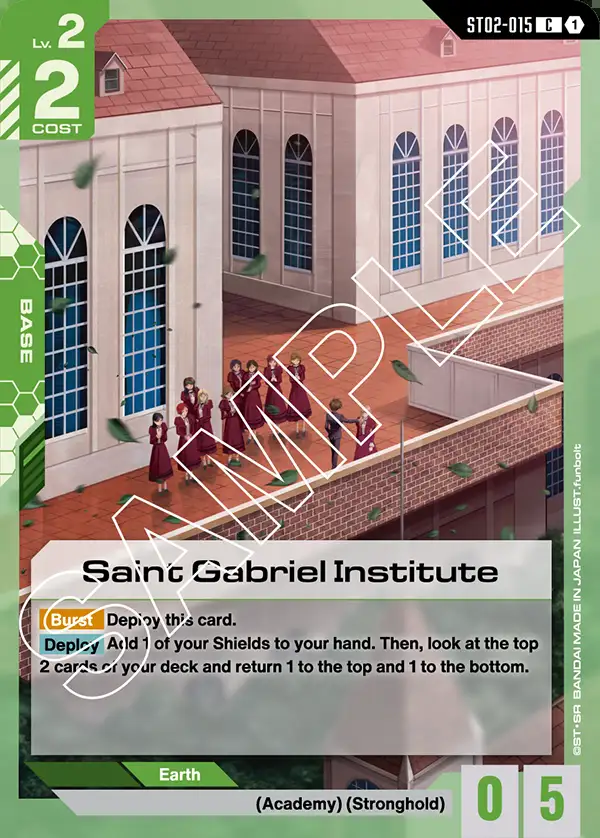 ST02-015 C 1
Lv. 2
2
COST
BASE
SAMPLE
Saint Gabriel Institute
Burst Deploy this card.
Deploy Add 1 of your Shields to your hand. Then, look at the top
2 cards of your deck and return 1 to the top and 1 to the bottom.
Earth
(Academy) (Stronghold)
0 5
©ST・SR BANDAI MADE IN JAPAN ILLUST.funbolt